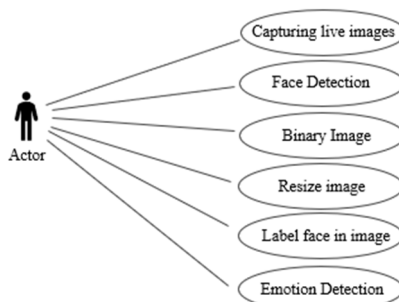 Capturing live images
Face Detection
Binary Image
Actor
Resize image
Label face in image
Emotion Detection